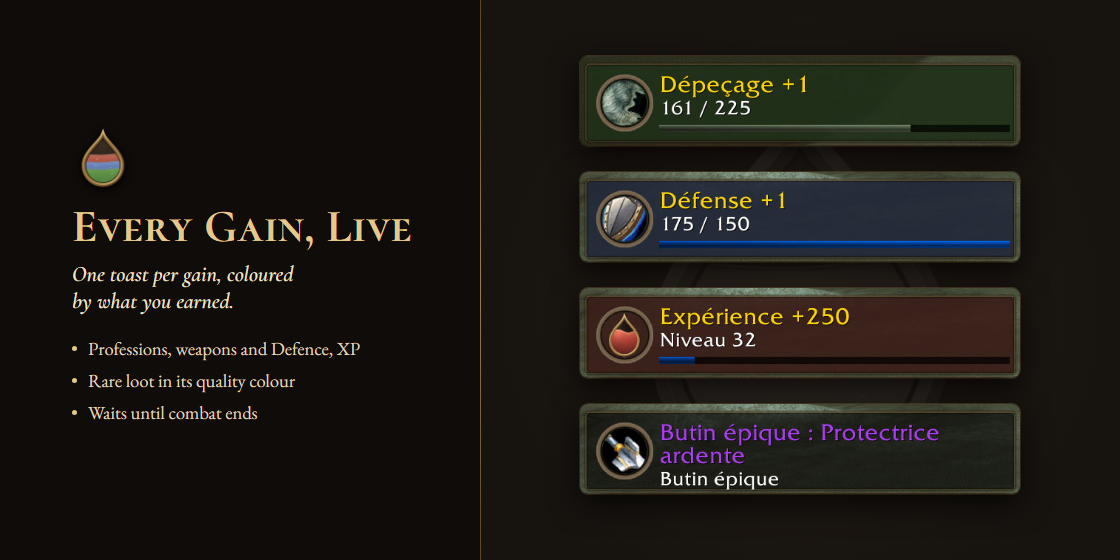 Every Gain, Live
One toast per gain, coloured
by what you earned.
• Professions, weapons and Defence, XP
• Rare loot in its quality colour
• Waits until combat ends
Dépeçage +1
161 / 225
Défense +1
175 / 150
Expérience +250
Niveau 32
Butin épique : Protectrice
ardente
Butin épique